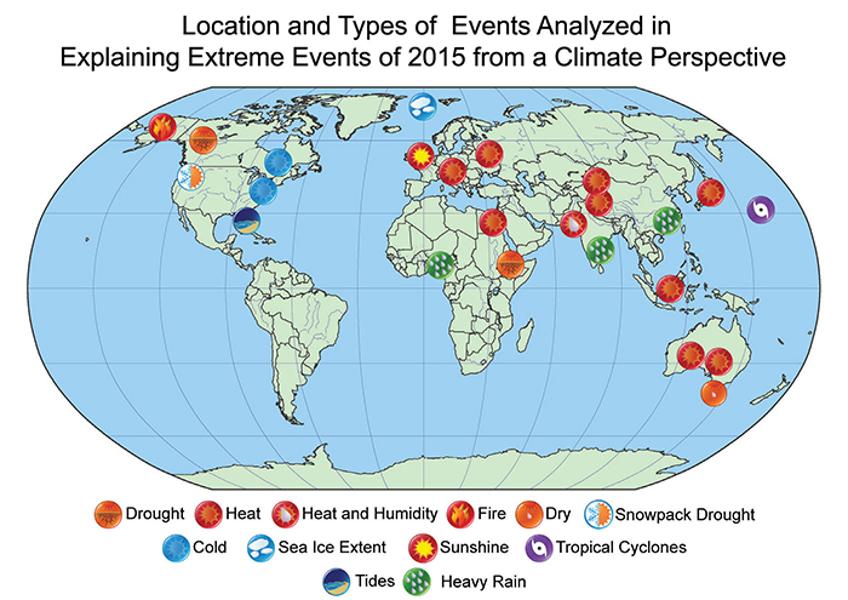 Location and Types of Events Analyzed in
Explaining Extreme Events of 2015 from a Climate Perspective
Drought Heat Heat and Humidity Fire Dry Snowpack Drought
Cold Sea Ice Extent Sunshine Tropical Cyclones
Tides Heavy Rain